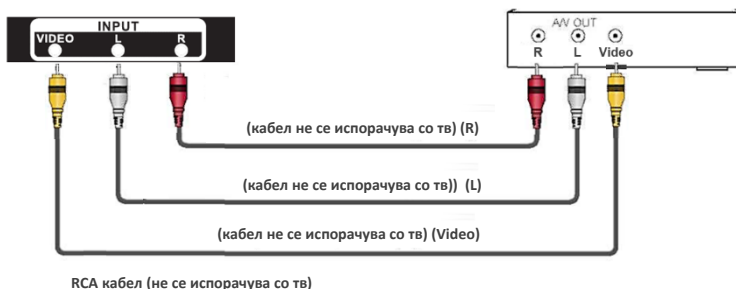 INPUT
VIDEO L R
A/V OUT
R L Video
(кабел не се испорачува со тв) (R)
(кабел не се испорачува со тв)) (L)
(кабел не се испорачува со тв) (Video)
RCA кабел (не се испорачува со тв)